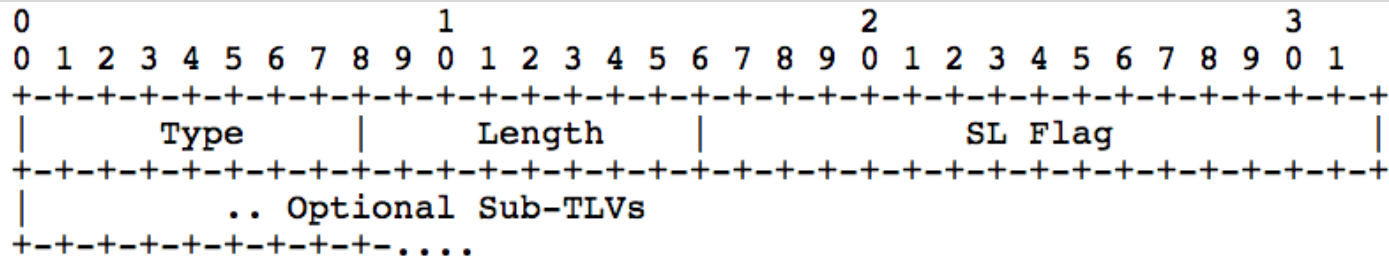 0                   1                   2                   3
0 1 2 3 4 5 6 7 8 9 0 1 2 3 4 5 6 7 8 9 0 1 2 3 4 5 6 7 8 9 0 1
+-+-+-+-+-+-+-+-+-+-+-+-+-+-+-+-+-+-+-+-+-+-+-+-+-+-+-+-+-+-+-+-+
|      Type     |     Length    |            SL Flag            |
+-+-+-+-+-+-+-+-+-+-+-+-+-+-+-+-+-+-+-+-+-+-+-+-+-+-+-+-+-+-+-+-+
|         .. Optional Sub-TLVs
+-+-+-+-+-+-+-+-+-....